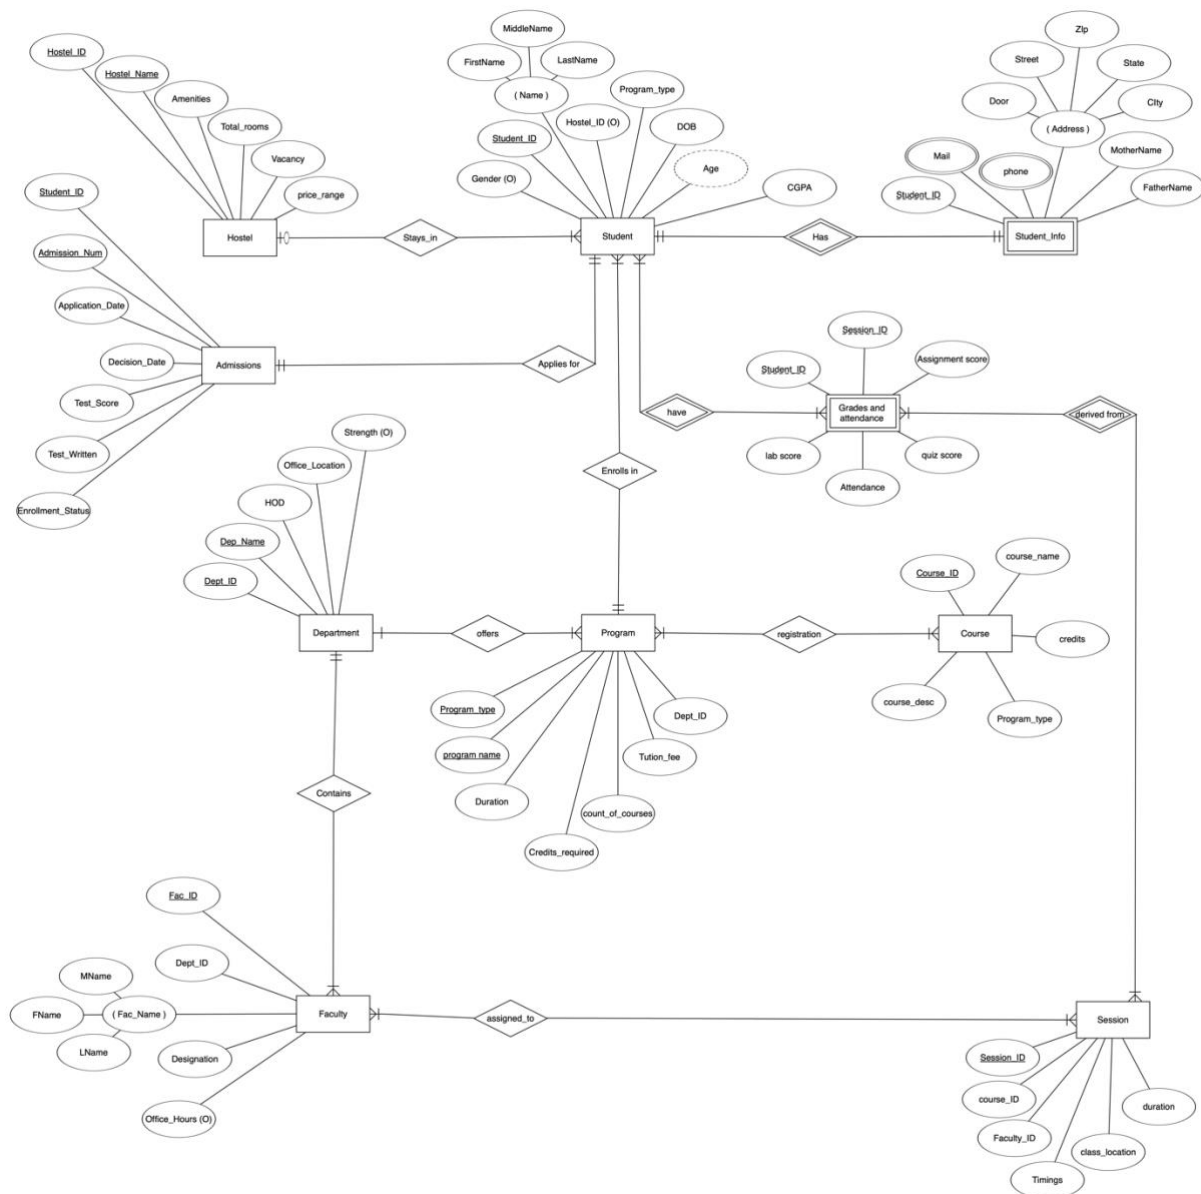 Hostel_ID
Hostel_Name
Amenities
Total_rooms
Vacancy
price_range
Hostel
Stays_in
MiddleName
FirstName
LastName
( Name )
Program_type
Hostel_ID (O)
DOB
Student_ID
Age
Gender (O)
CGPA
Student
Has
ZIp
Street
State
Door
CIty
( Address )
Mail
phone
MotherName
Student_ID
FatherName
Student_Info
Student_ID
Admission_Num
Application_Date
Decision_Date
Test_Score
Test_Written
Enrollment_Status
Admissions
Applies for
Session_ID
Student_ID
Assignment score
Grades and
attendance
have
derived from
lab score
quiz score
Attendance
Enrolls in
Strength (O)
Office_Location
HOD
Dep_Name
Dept_ID
Department
offers
Program
registration
Course_ID
course_name
Course
credits
course_desc
Program_type
Program_type
program name
Duration
Credits_required
count_of_courses
Tution_fee
Dept_ID
Contains
Fac_ID
Dept_ID
MName
FName
( Fac_Name )
LName
Designation
Office_Hours (O)
Faculty
assigned_to
Session
Session_ID
course_ID
Faculty_ID
Timings
class_location
duration